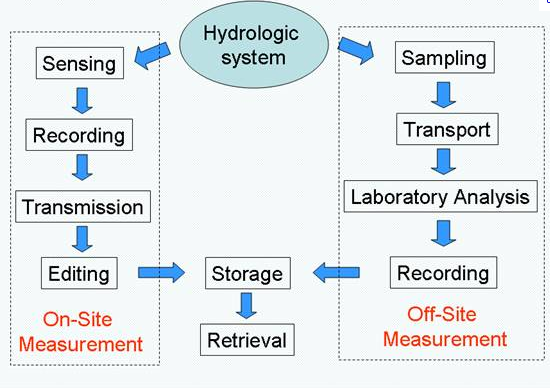 Hydrologic
system
Sensing
Recording
Transmission
Editing
On-Site
Measurement
Sampling
Transport
Laboratory Analysis
Recording
Off-Site
Measurement
Storage
Retrieval